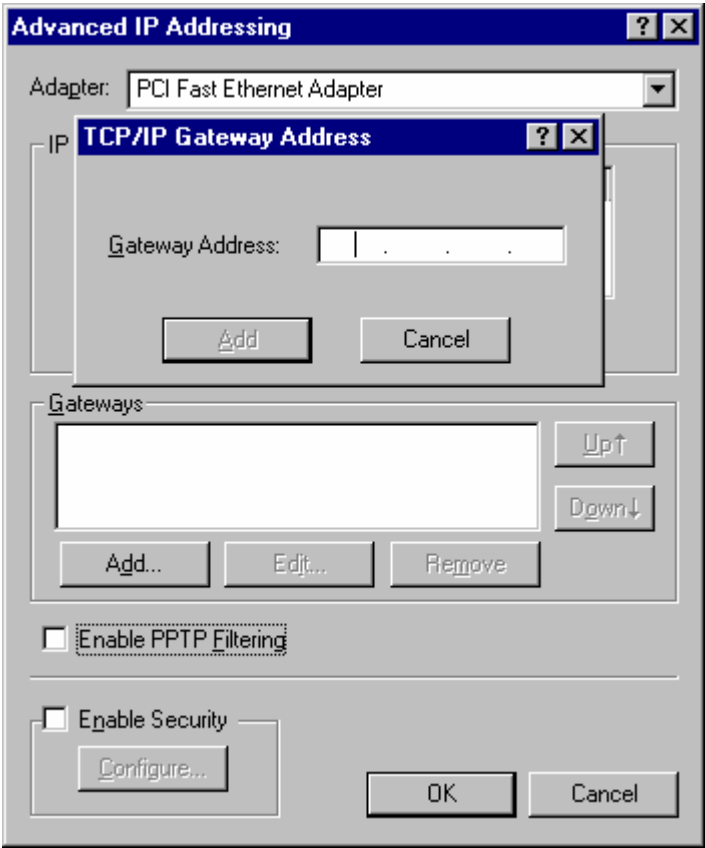 Advanced IP Addressing
Adapter: PCI Fast Ethernet Adapter
IP
TCP/IP Gateway Address
Gateway Address: . . .
Add
Cancel
Gateways
Up↑
Down↓
Add...
Edit...
Remove
Enable PPTP Filtering
Enable Security
Configure...
OK
Cancel